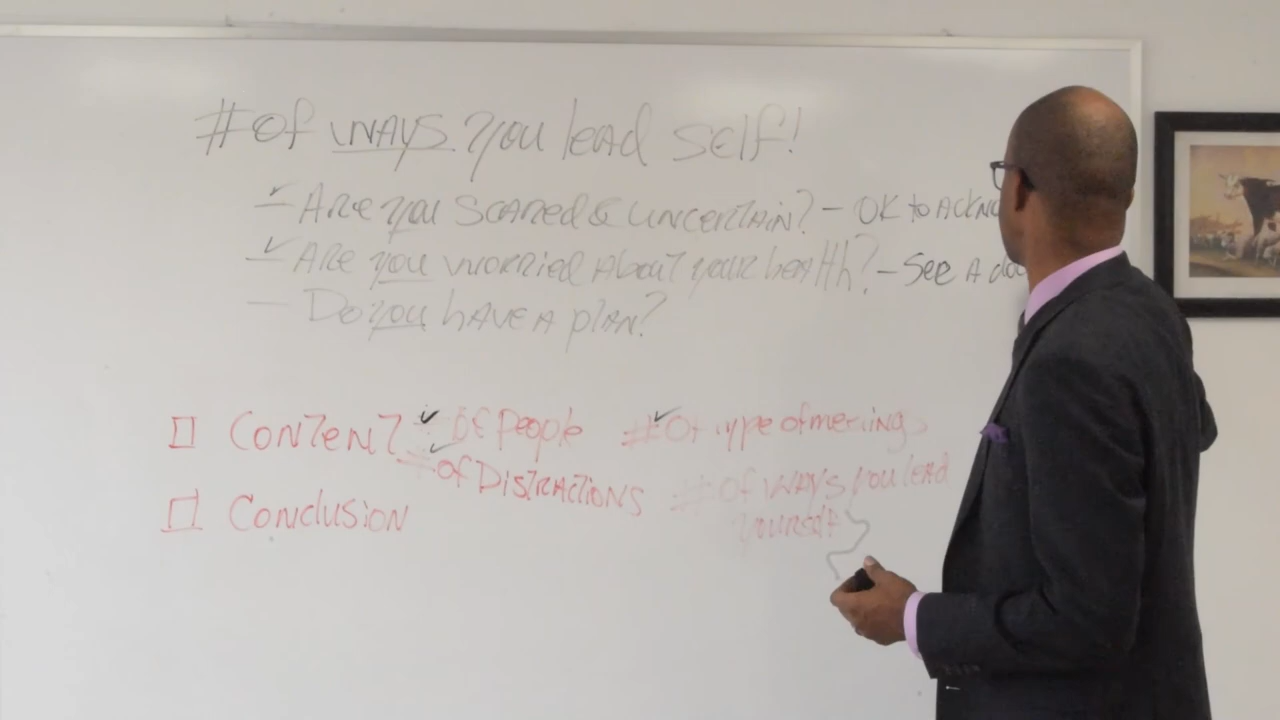 # of WAYS you lead self!
✓ – Are you Scared & uncertain? – OK to Ackn
✓ – Are you worried about your health? – See A do
– Do you have A plan?
☐ Content ✓ # of People ✓ # of type of meetings
✓ # of Distractions # of ways you lead
☐ Conclusion yourself